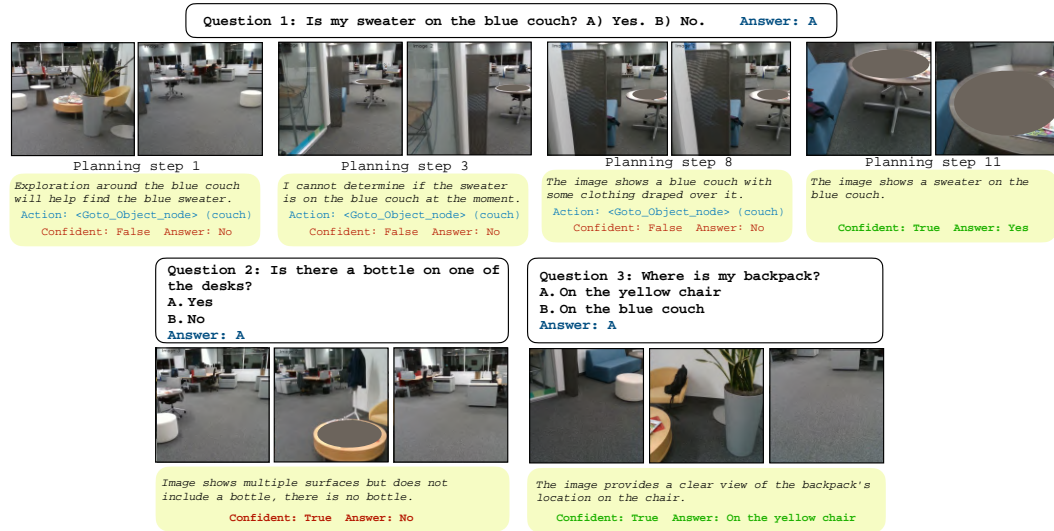 Question 1: Is my sweater on the blue couch? A) Yes. B) No. Answer: A
Planning step 1
Planning step 3
Planning step 8
Planning step 11
Exploration around the blue couch
will help find the blue sweater.
Action: <Goto_Object_node> (couch)
Confident: False Answer: No
I cannot determine if the sweater
is on the blue couch at the moment.
Action: <Goto_Object_node> (couch)
Confident: False Answer: No
The image shows a blue couch with
some clothing draped over it.
Action: <Goto_Object_node> (couch)
Confident: False Answer: No
The image shows a sweater on the
blue couch.
Confident: True Answer: Yes
Question 2: Is there a bottle on one of
the desks?
A. Yes
B. No
Answer: A
Image shows multiple surfaces but does not
include a bottle, there is no bottle.
Confident: True Answer: No
Question 3: Where is my backpack?
A. On the yellow chair
B. On the blue couch
Answer: A
The image provides a clear view of the backpack's
location on the chair.
Confident: True Answer: On the yellow chair